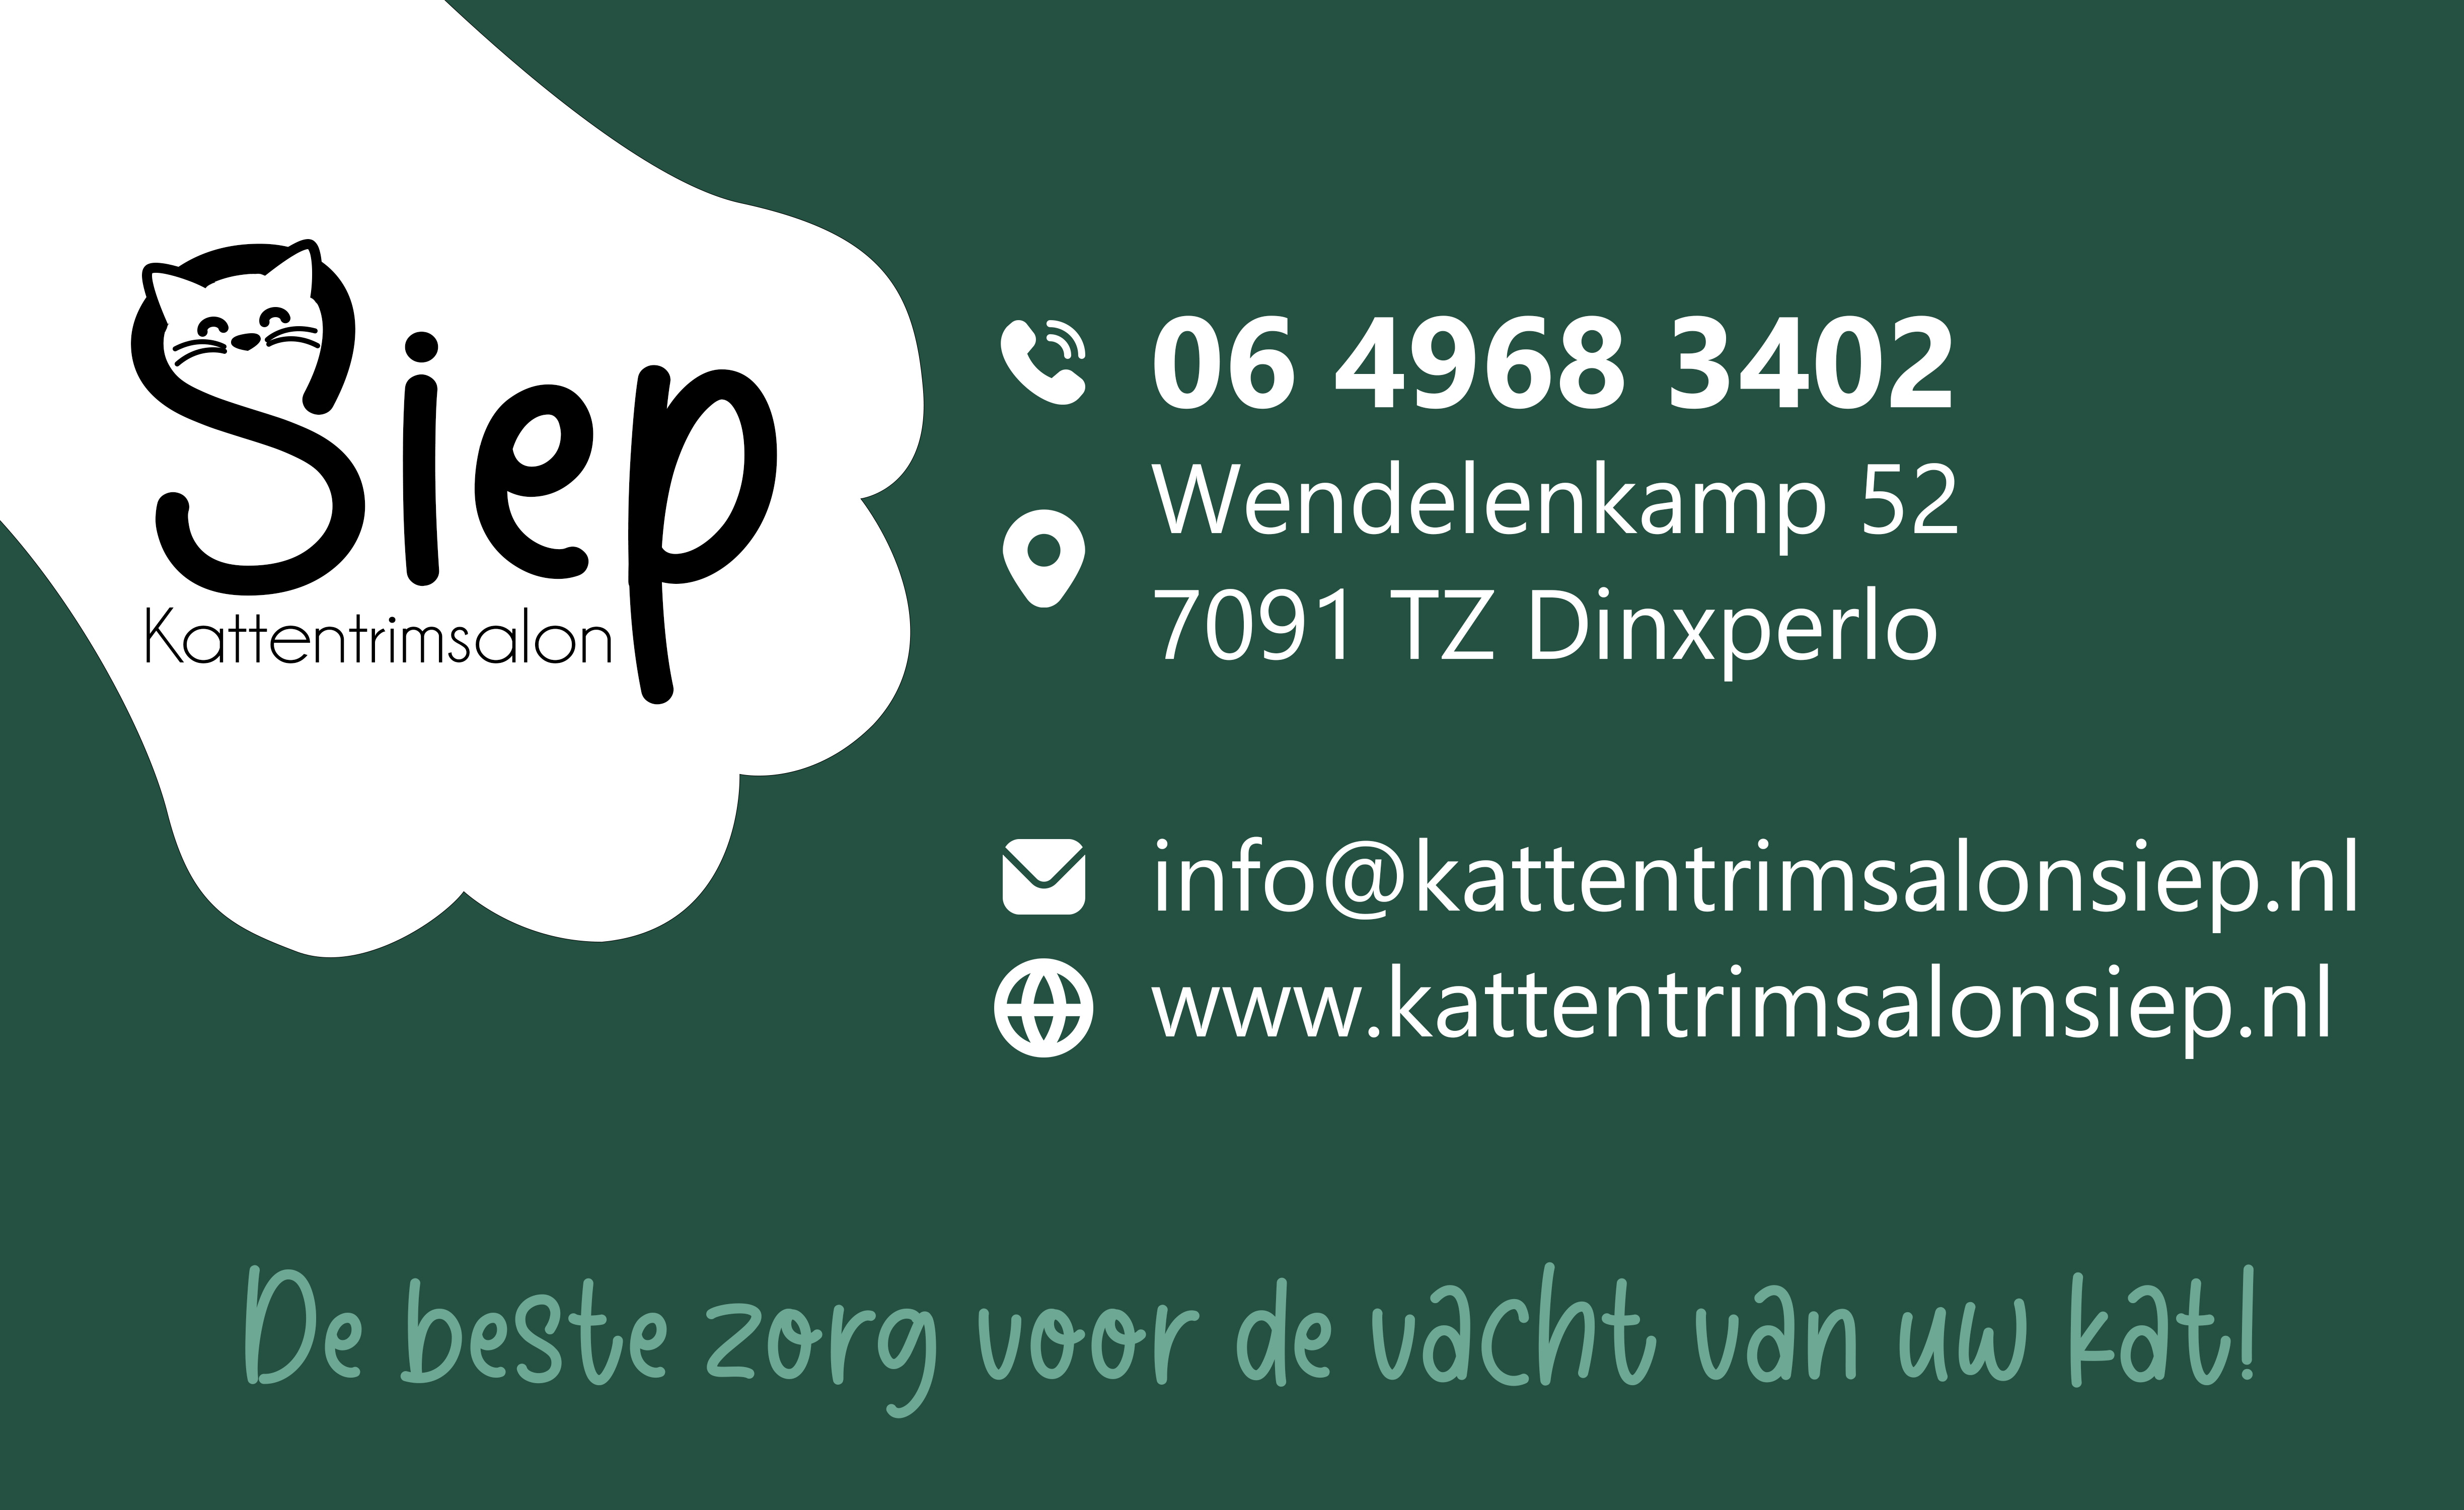 Siep
Kattentrimsalon
06 4968 3402
Wendelenkamp 52
7091 TZ Dinxperlo
info@kattentrimsalonsiep.nl
www.kattentrimsalonsiep.nl
De beste zorg voor de vacht van uw kat!